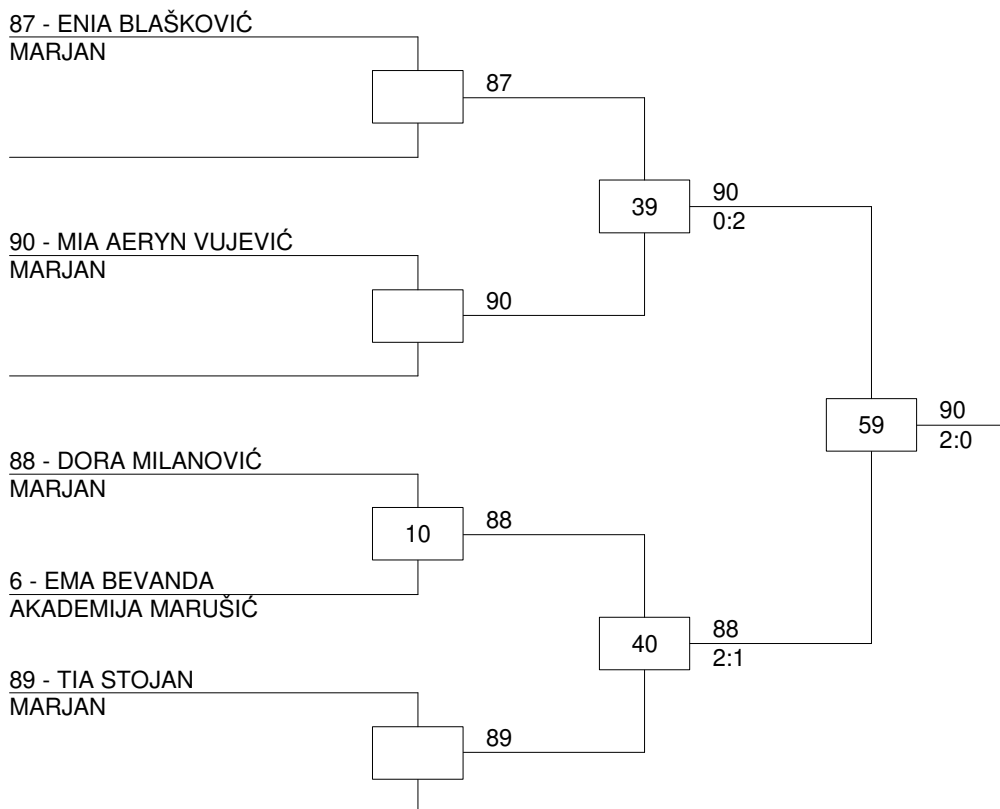 87 - ENIA BLAŠKOVIĆ
MARJAN
87
39
90
0:2
90 - MIA AERYN VUJEVIĆ
MARJAN
90
59
90
2:0
88 - DORA MILANOVIĆ
MARJAN
10
88
6 - EMA BEVANDA
AKADEMIJA MARUŠIĆ
40
88
2:1
89 - TIA STOJAN
MARJAN
89